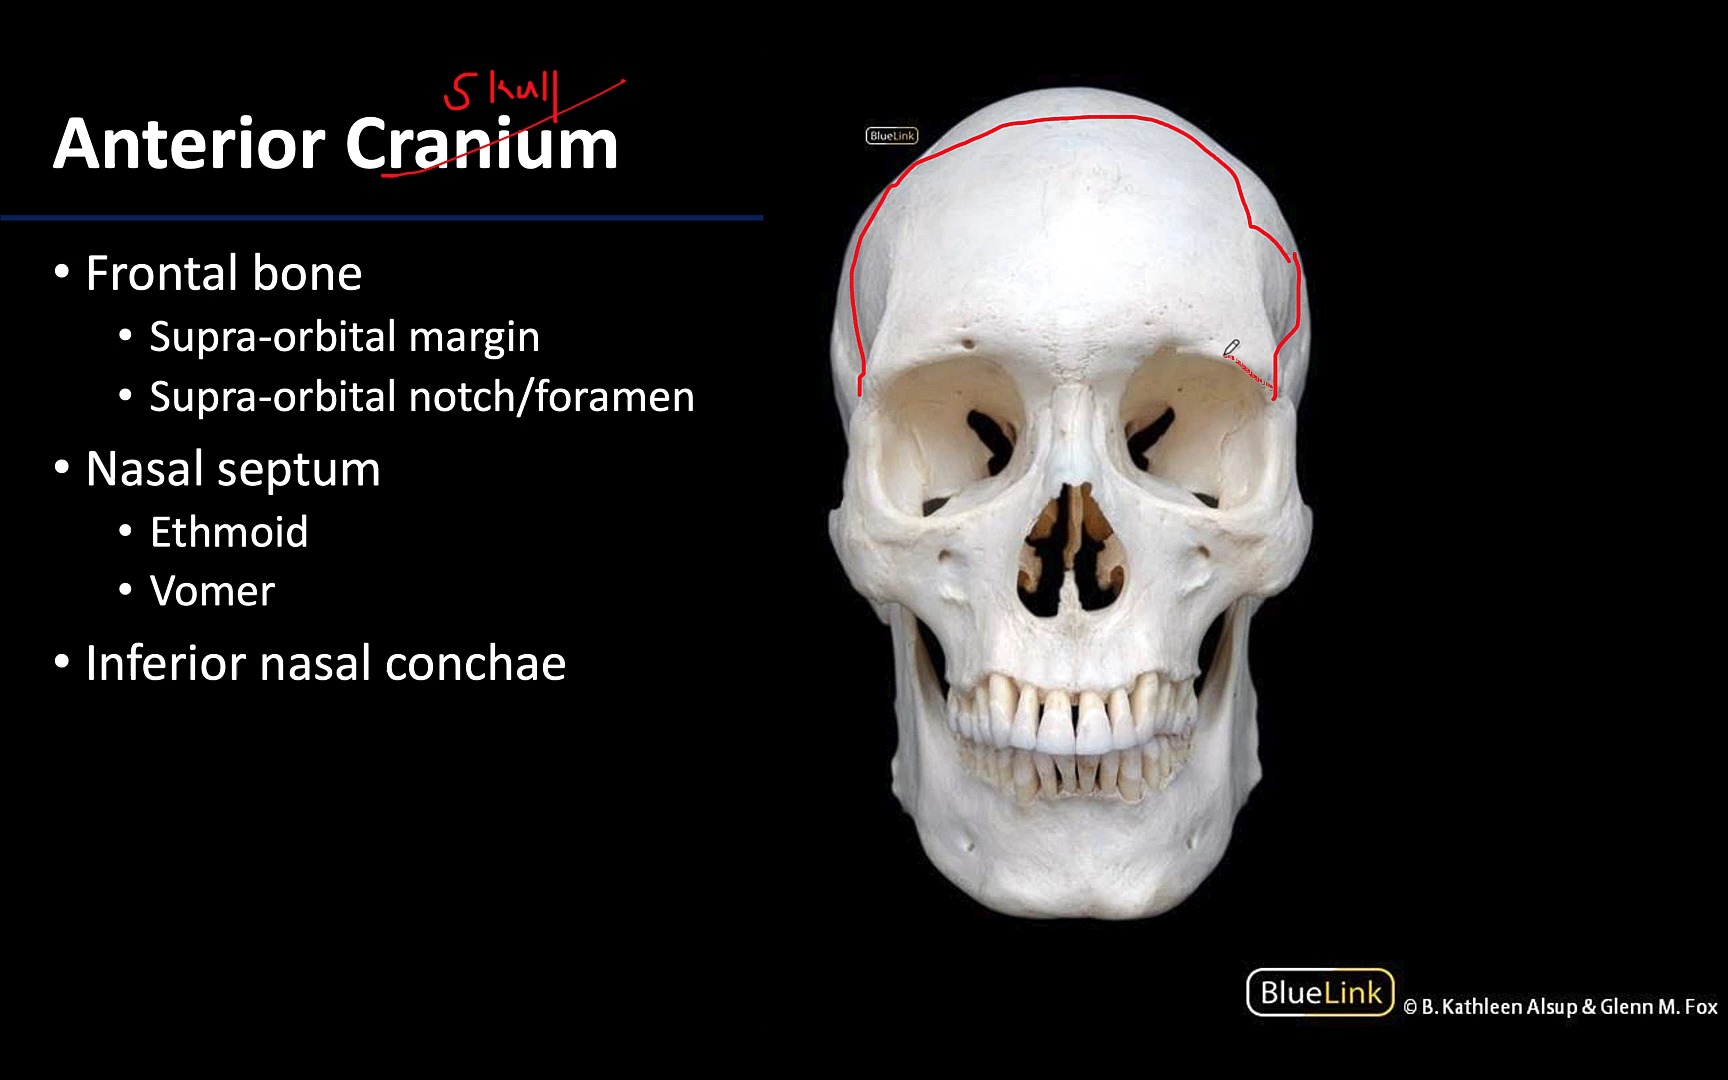 Skull
Anterior Cranium
• Frontal bone
• Supra-orbital margin
• Supra-orbital notch/foramen
• Nasal septum
• Ethmoid
• Vomer
• Inferior nasal conchae
BlueLink
BlueLink © B. Kathleen Alsup & Glenn M. Fox